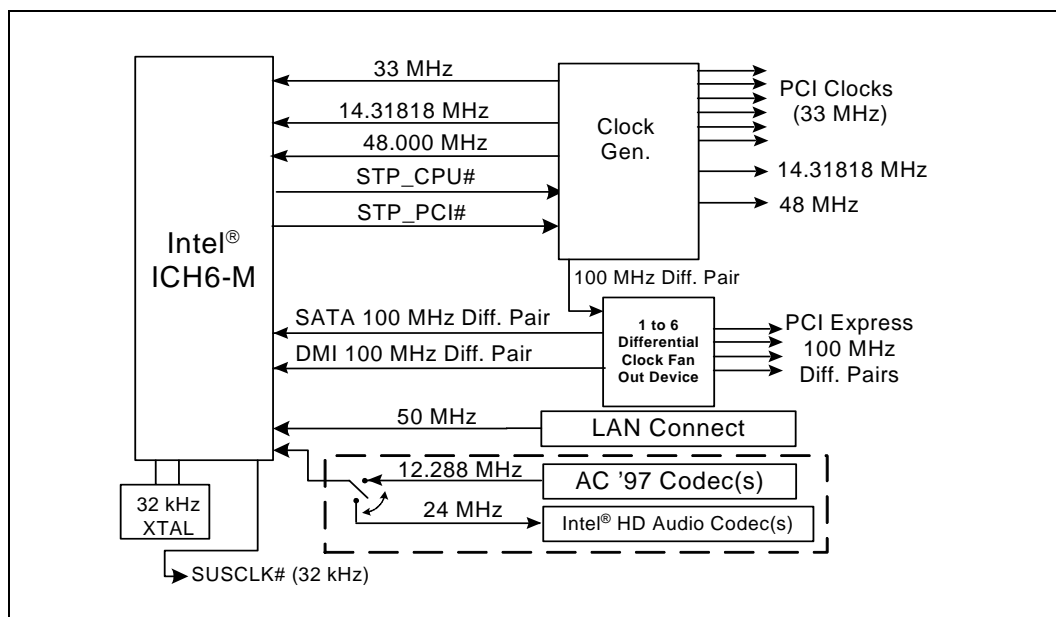 33 MHz
14.31818 MHz
48.000 MHz
STP_CPU#
STP_PCI#
Intel®
ICH6-M
Clock
Gen.
PCI Clocks
(33 MHz)
14.31818 MHz
48 MHz
100 MHz Diff. Pair
SATA 100 MHz Diff. Pair
DMI 100 MHz Diff. Pair
1 to 6
Differential
Clock Fan
Out Device
PCI Express
100 MHz
Diff. Pairs
50 MHz
LAN Connect
12.288 MHz
AC '97 Codec(s)
24 MHz
Intel® HD Audio Codec(s)
32 kHz
XTAL
SUSCLK# (32 kHz)